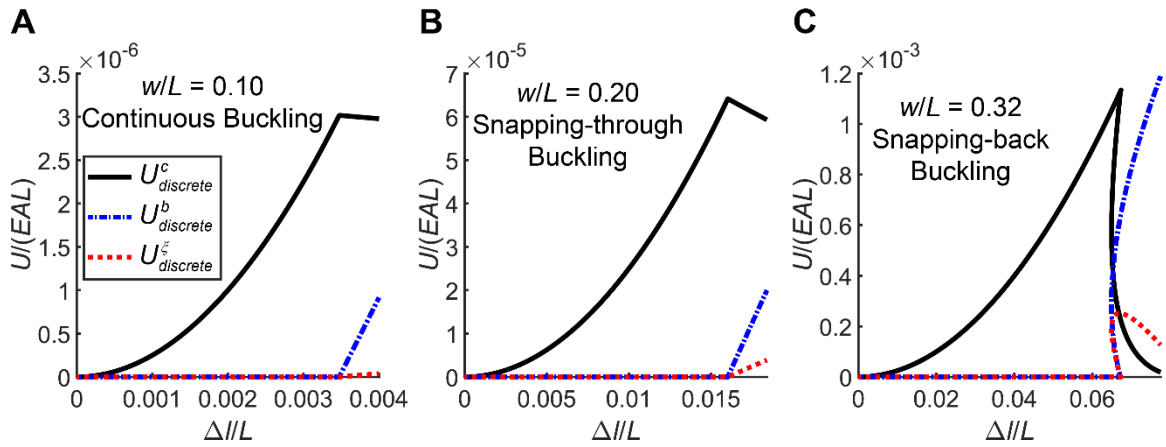 A
×10⁻⁶
w/L = 0.10
Continuous Buckling
3.5
3
2.5
2
1.5
1
0.5
0
U/(EAL)
U^c_discrete
U^b_discrete
U^ξ_discrete
0 0.001 0.002 0.003 0.004
Δl/L
B
×10⁻⁵
w/L = 0.20
Snapping-through
Buckling
7
6
5
4
3
2
1
0
U/(EAL)
0 0.005 0.010 0.015
Δl/L
C
×10⁻³
w/L = 0.32
Snapping-back
Buckling
1.2
1.0
0.8
0.6
0.4
0.2
0
U/(EAL)
0 0.02 0.04 0.06
Δl/L